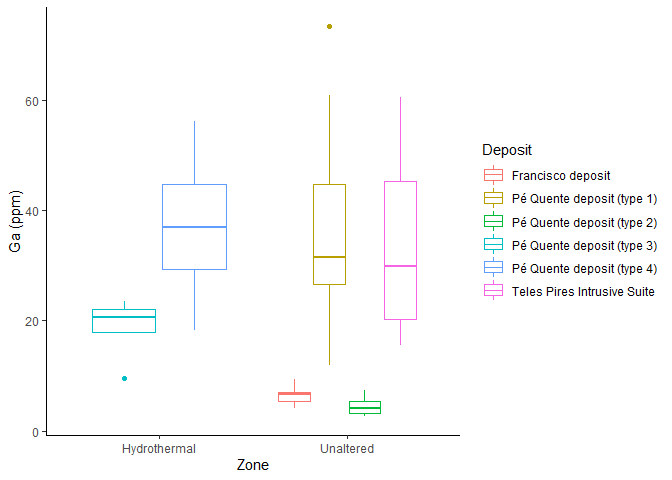 Ga (ppm)
60
40
20
0
Hydrothermal
Unaltered
Zone
Deposit
Francisco deposit
Pé Quente deposit (type 1)
Pé Quente deposit (type 2)
Pé Quente deposit (type 3)
Pé Quente deposit (type 4)
Teles Pires Intrusive Suite